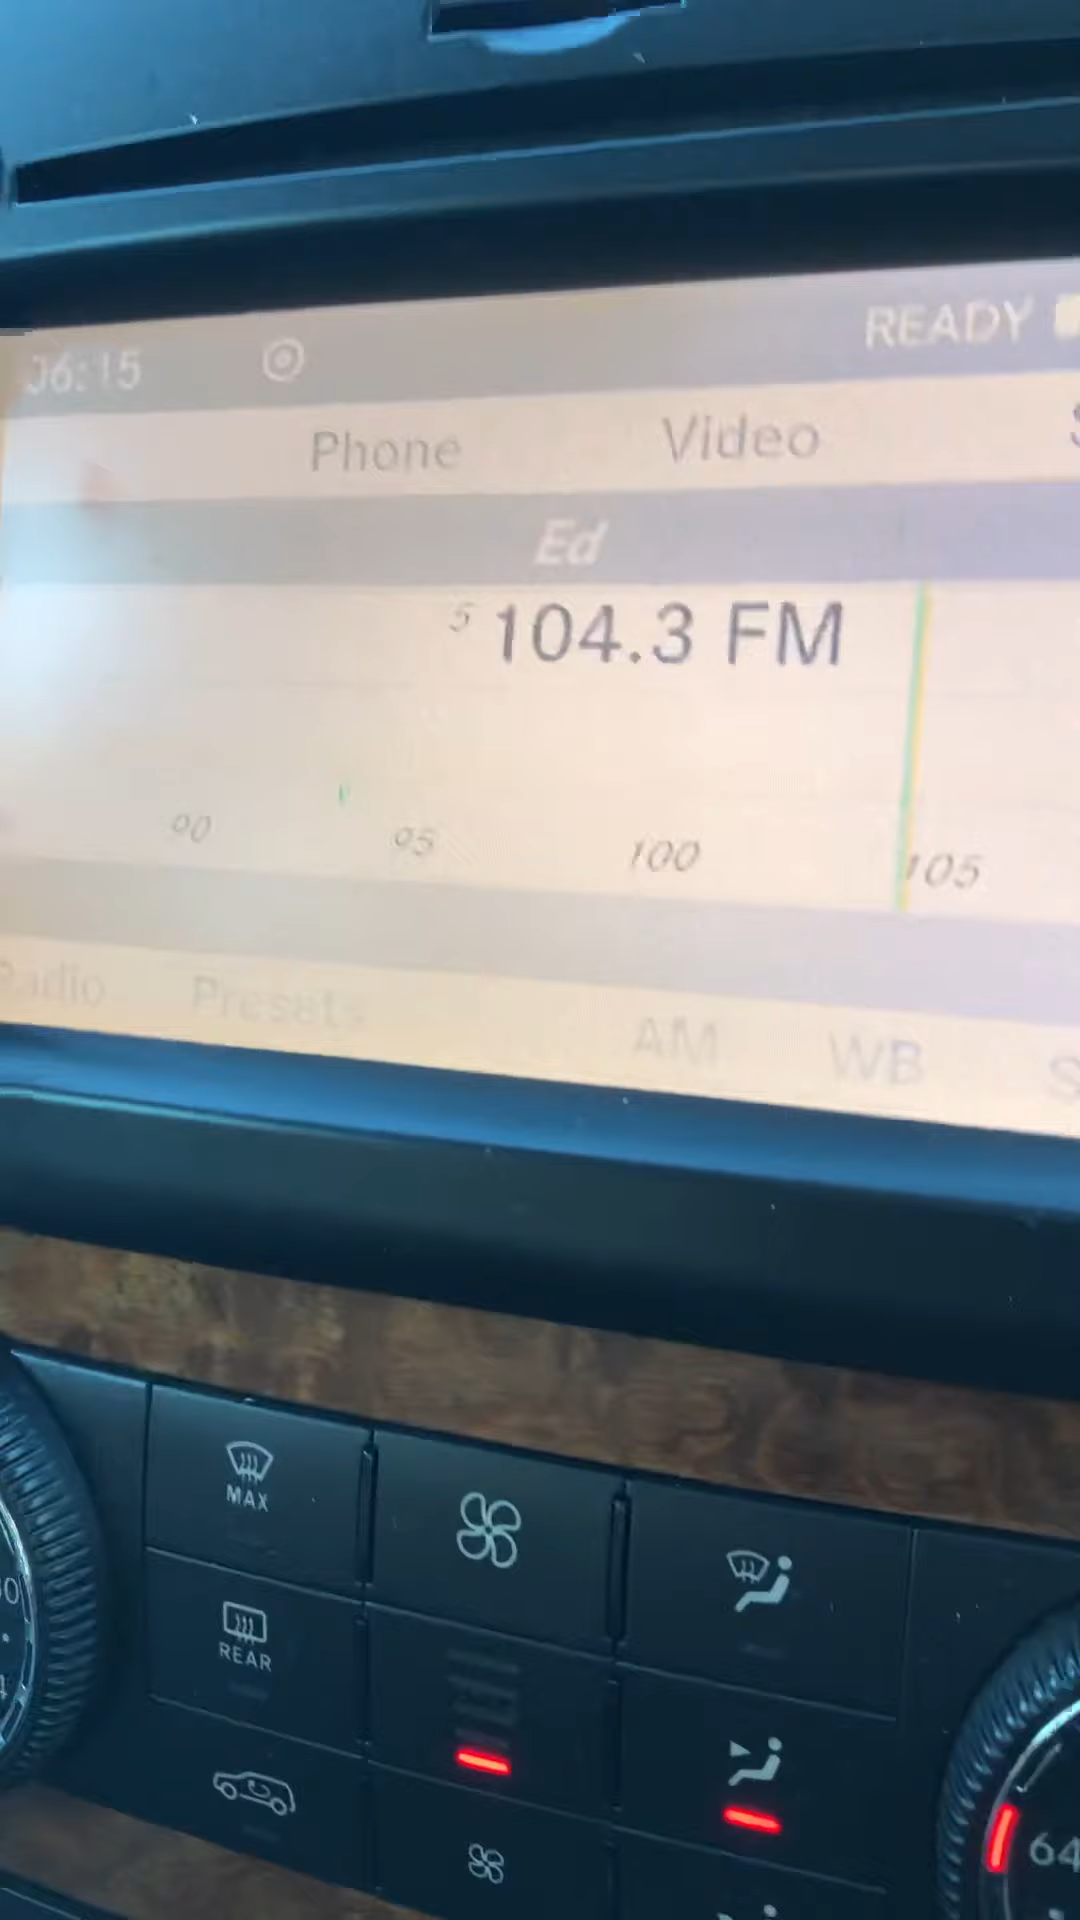 06:15
READY
Phone Video
Ed
5 104.3 FM
90 95 100 105
Radio Presets AM WB
MAX
REAR
64